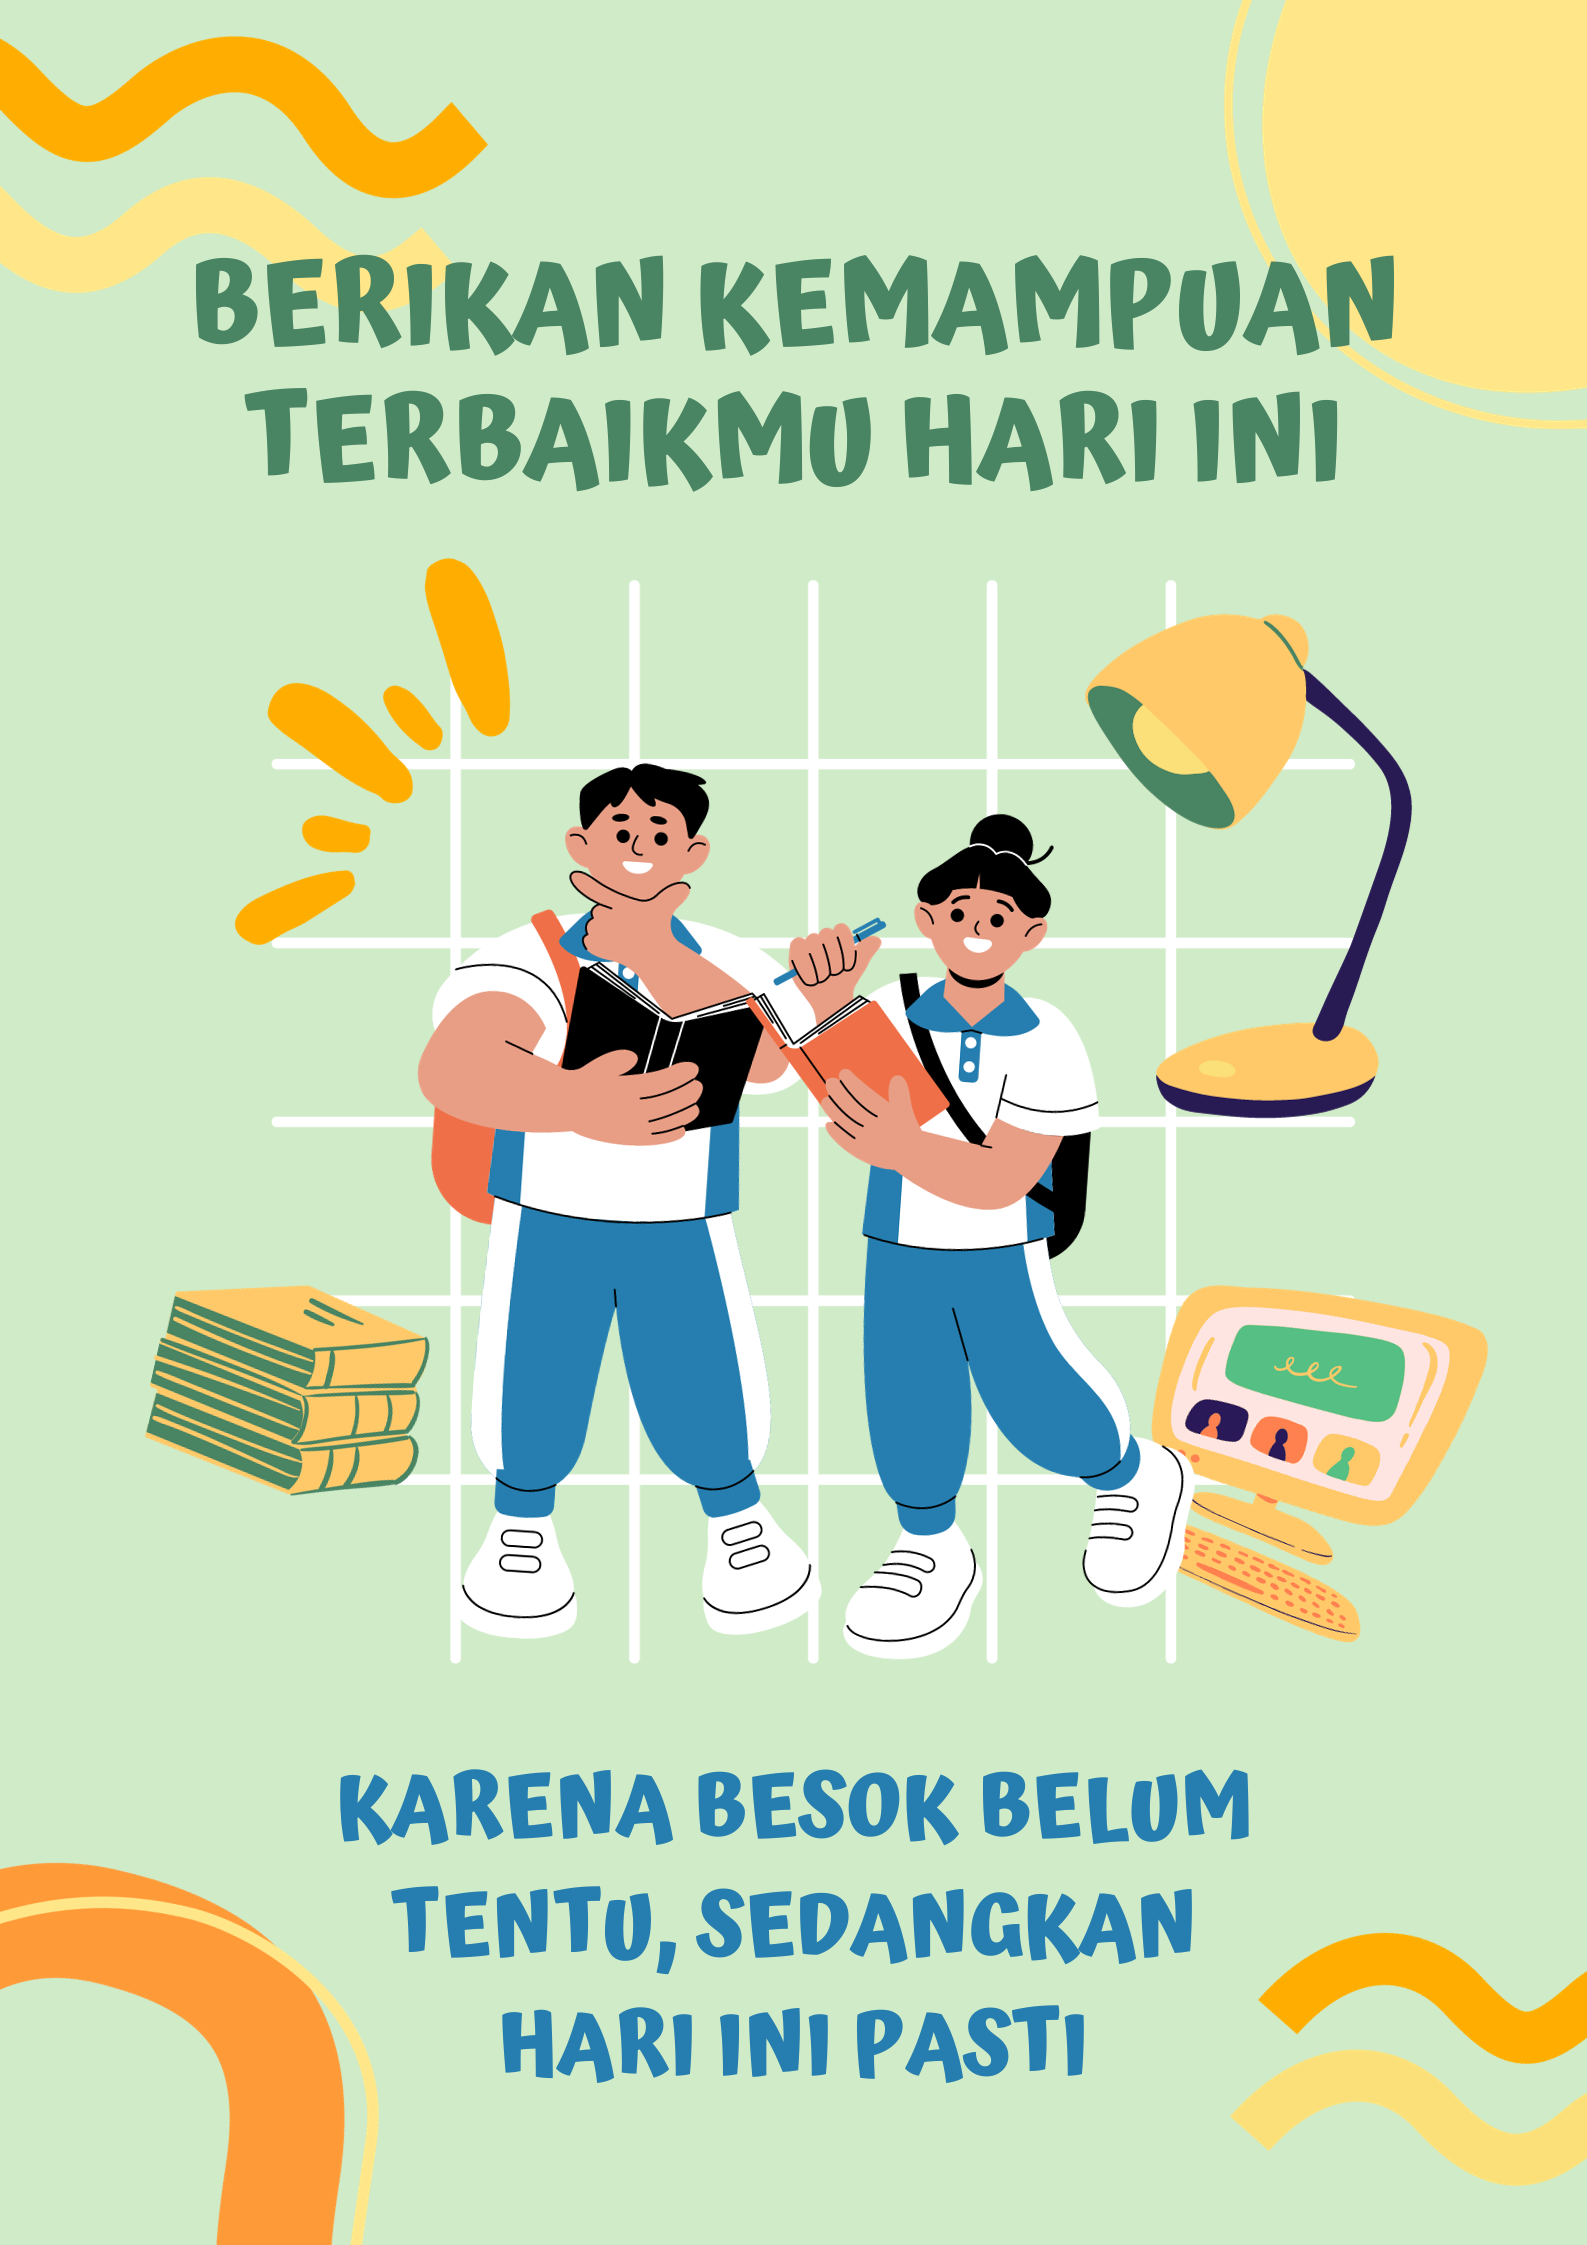 BERIKAN KEMAMPUAN
TERBAIKMU HARI INI
KARENA BESOK BELUM
TENTU, SEDANGKAN
HARI INI PASTI